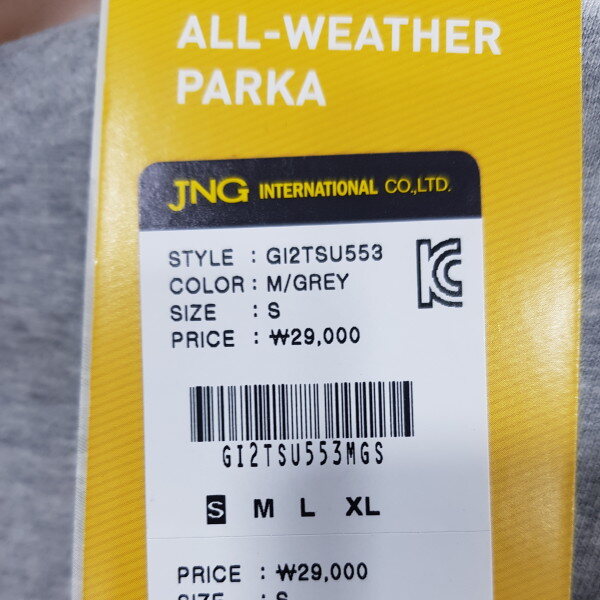 ALL-WEATHER
PARKA
JNG INTERNATIONAL CO.,LTD.
STYLE : GI2TSU553
COLOR : M/GREY
SIZE : S
PRICE : ₩29,000
GI2TSU553MGS
S M L XL
PRICE : ₩29,000
SIZE : S